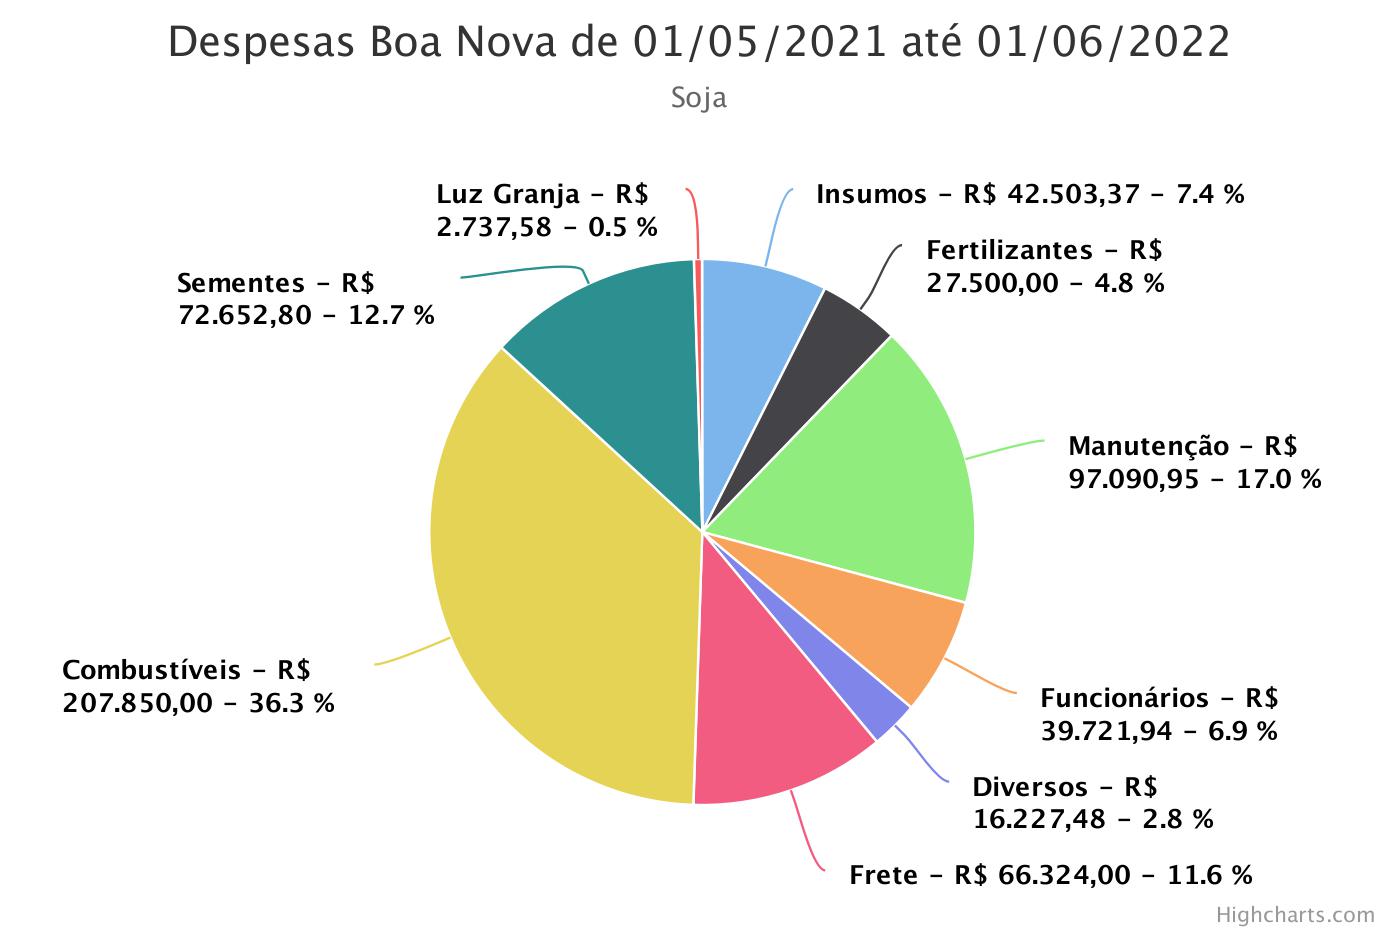 Despesas Boa Nova de 01/05/2021 até 01/06/2022
Soja
Luz Granja – R$
2.737,58 – 0.5 %
Insumos – R$ 42.503,37 – 7.4 %
Fertilizantes – R$
27.500,00 – 4.8 %
Sementes – R$
72.652,80 – 12.7 %
Manutenção – R$
97.090,95 – 17.0 %
Combustíveis – R$
207.850,00 – 36.3 %
Funcionários – R$
39.721,94 – 6.9 %
Diversos – R$
16.227,48 – 2.8 %
Frete – R$ 66.324,00 – 11.6 %
Highcharts.com